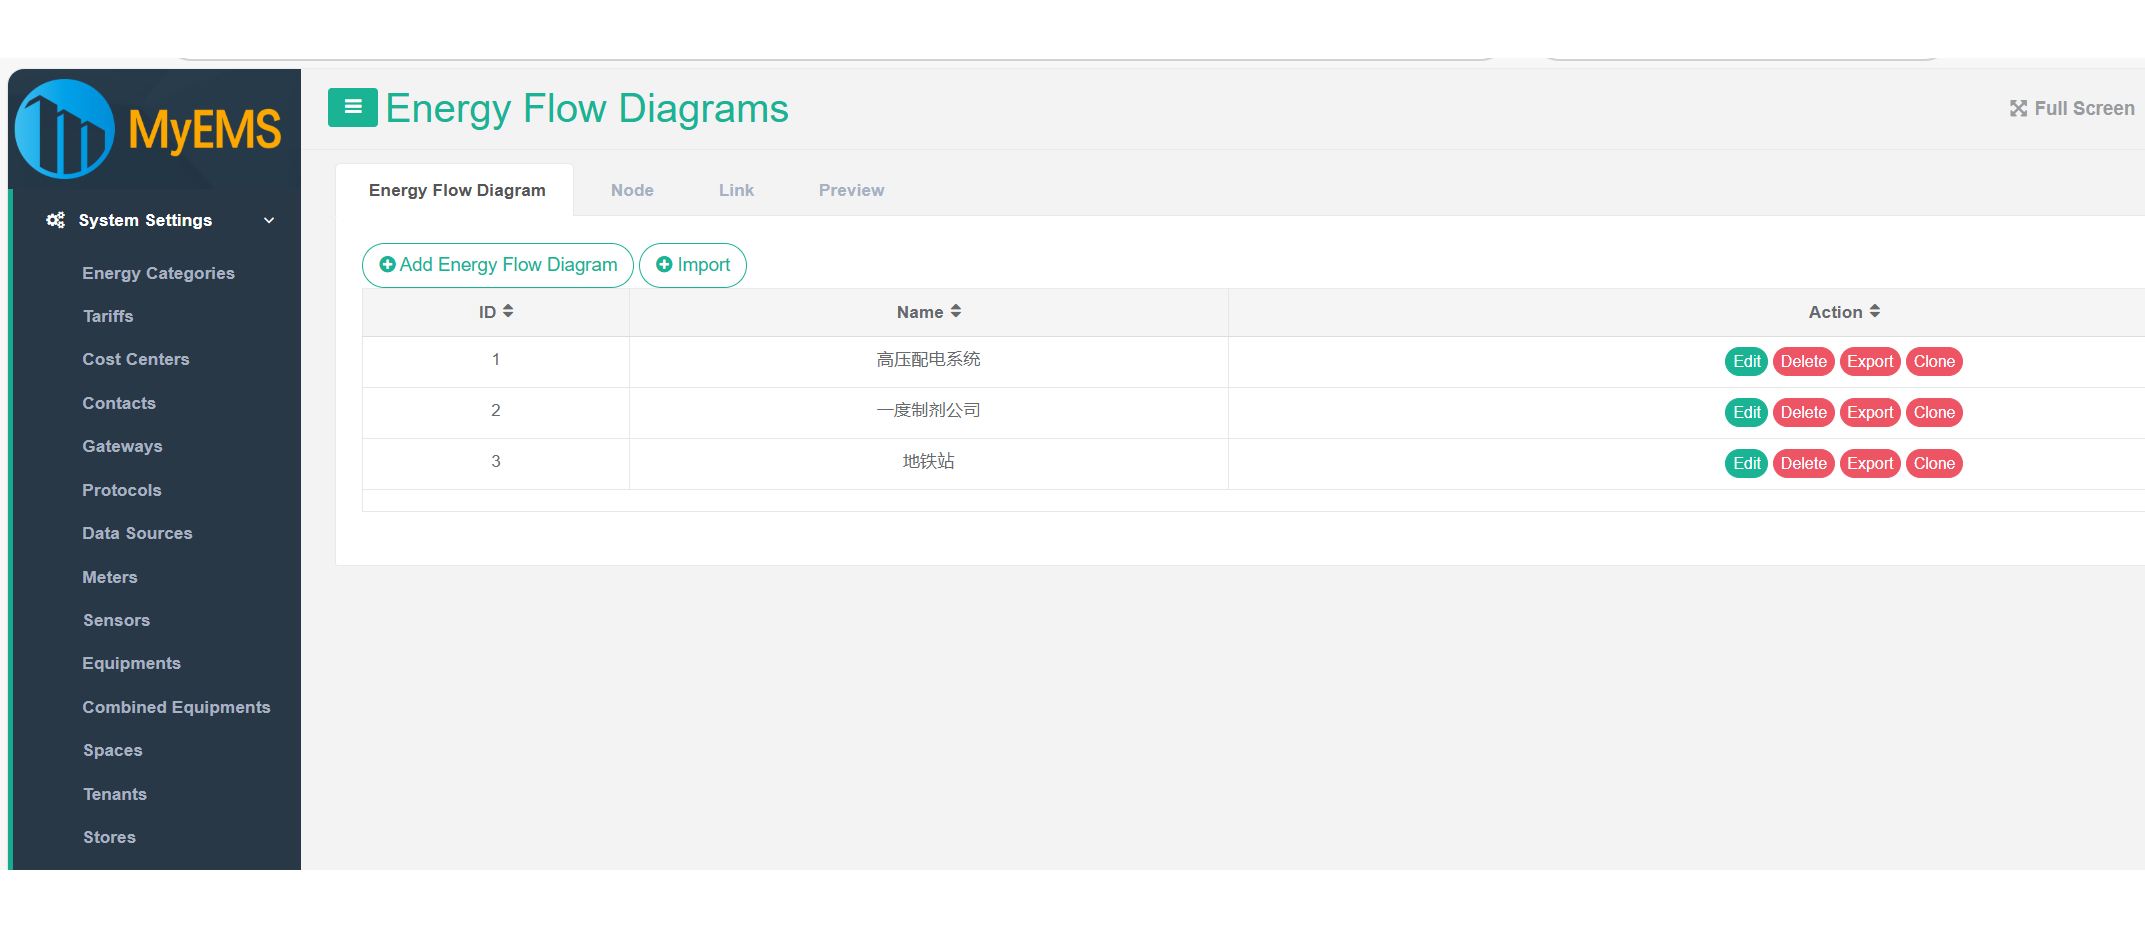 MyEMS
Energy Flow Diagrams
Full Screen
System Settings
Energy Categories
Tariffs
Cost Centers
Contacts
Gateways
Protocols
Data Sources
Meters
Sensors
Equipments
Combined Equipments
Spaces
Tenants
Stores
Energy Flow Diagram Node Link Preview
Add Energy Flow Diagram Import
ID Name Action
1 高压配电系统 Edit Delete Export Clone
2 一度制剂公司 Edit Delete Export Clone
3 地铁站 Edit Delete Export Clone